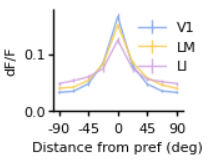 V1
LM
LI
dF/F
0.1
0.0
-90 -45 0 45 90
Distance from pref (deg)